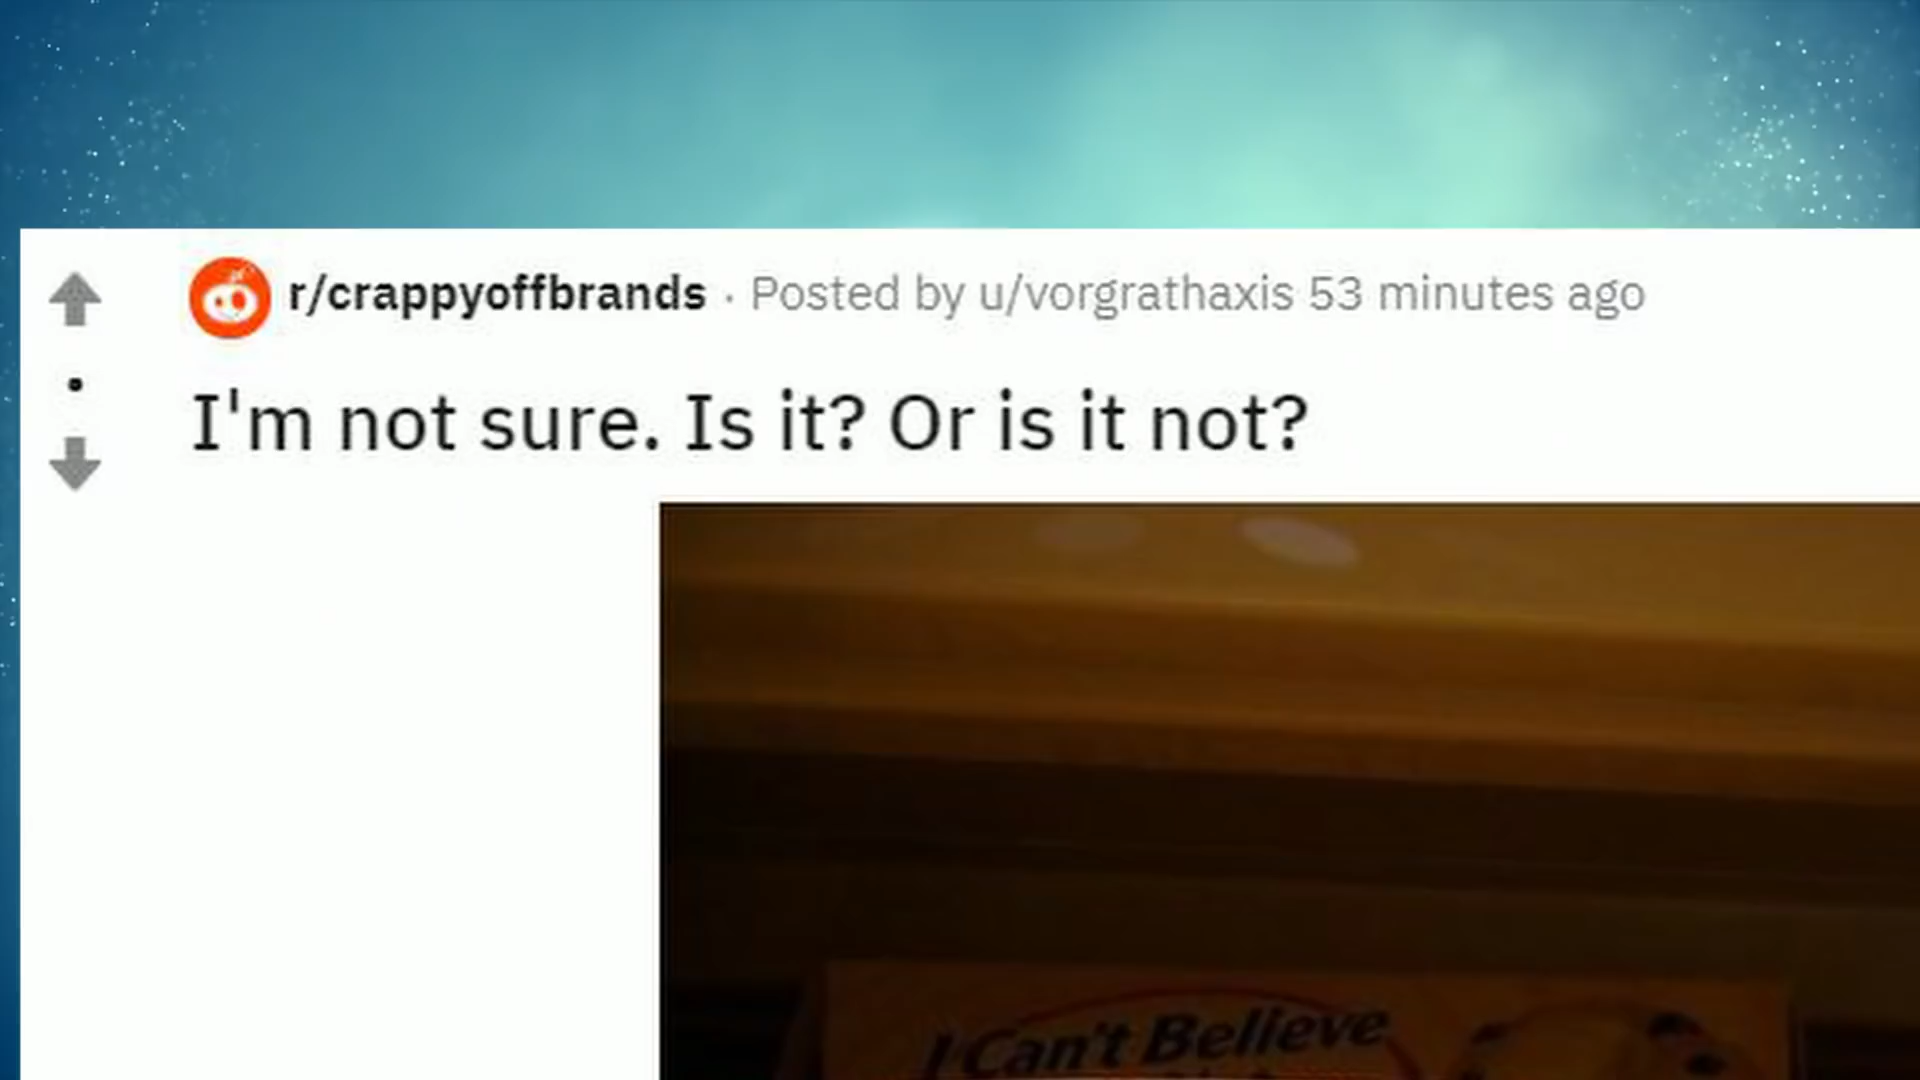 r/crappyoffbrands · Posted by u/vorgrathaxis 53 minutes ago
I'm not sure. Is it? Or is it not?
I Can't Believe